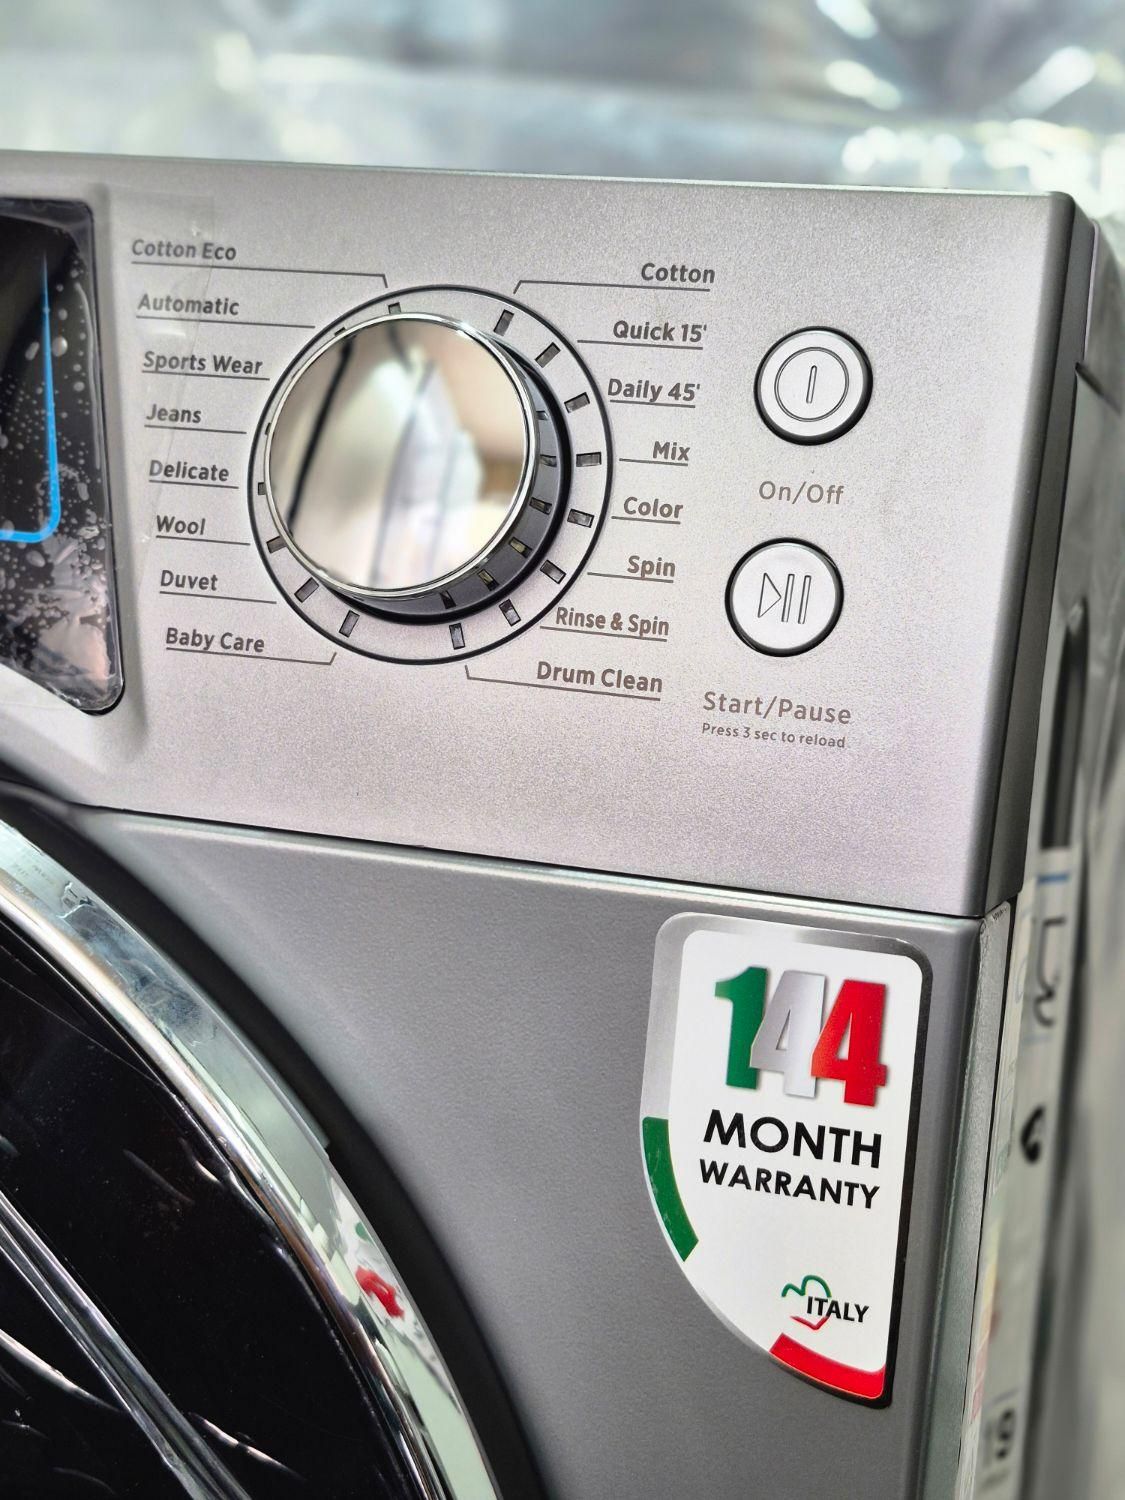 Cotton Eco
Automatic
Sports Wear
Jeans
Delicate
Wool
Duvet
Baby Care
Cotton
Quick 15'
Daily 45'
Mix
Color
Spin
Rinse & Spin
Drum Clean
On/Off
Start/Pause
Press 3 sec to reload
144
MONTH
WARRANTY
ITALY